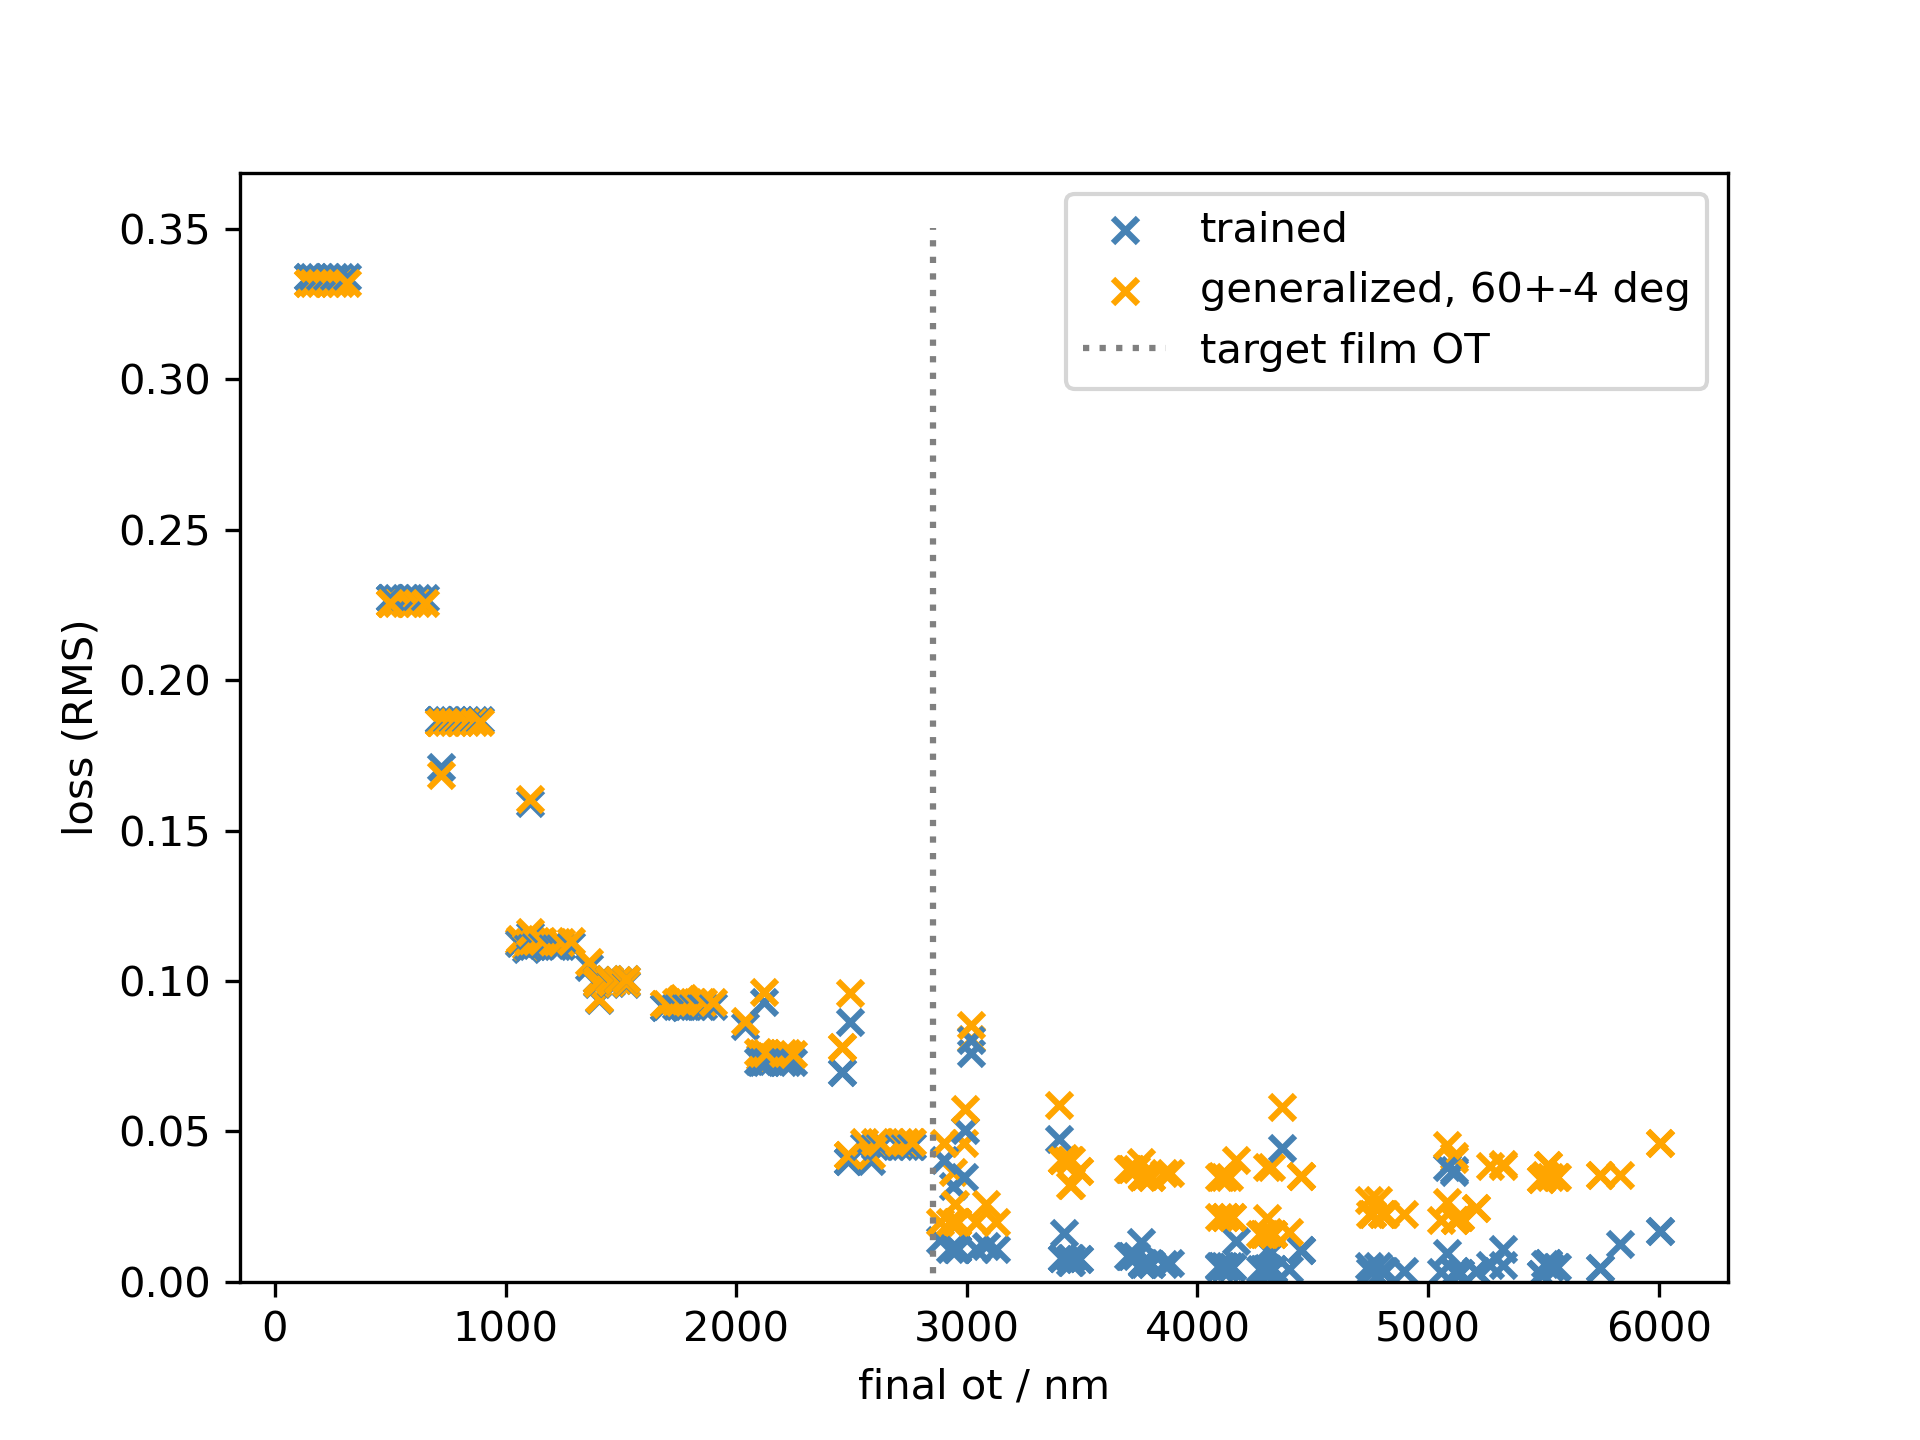 trained
generalized, 60+-4 deg
target film OT
0.35
0.30
0.25
0.20
0.15
0.10
0.05
0.00
loss (RMS)
0 1000 2000 3000 4000 5000 6000
final ot / nm